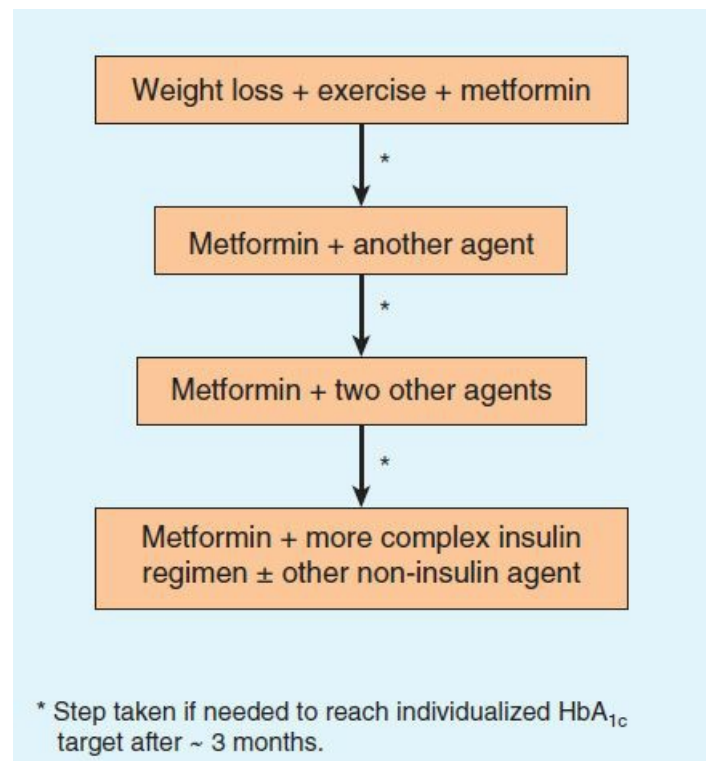 Weight loss + exercise + metformin
*
Metformin + another agent
*
Metformin + two other agents
*
Metformin + more complex insulin
regimen ± other non-insulin agent
* Step taken if needed to reach individualized HbA1c
target after ~ 3 months.